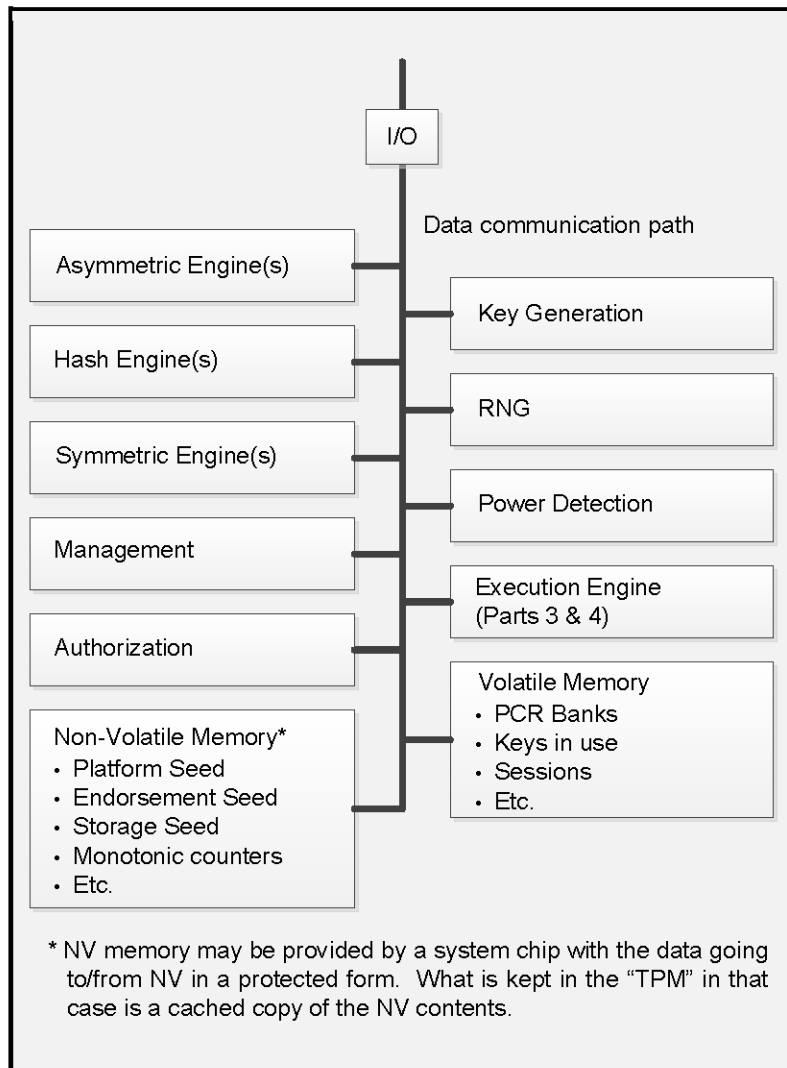 I/O
Data communication path
Asymmetric Engine(s)
Hash Engine(s)
Symmetric Engine(s)
Management
Authorization
Non-Volatile Memory*
• Platform Seed
• Endorsement Seed
• Storage Seed
• Monotonic counters
• Etc.
Key Generation
RNG
Power Detection
Execution Engine
(Parts 3 & 4)
Volatile Memory
• PCR Banks
• Keys in use
• Sessions
• Etc.
* NV memory may be provided by a system chip with the data going
to/from NV in a protected form. What is kept in the “TPM” in that
case is a cached copy of the NV contents.